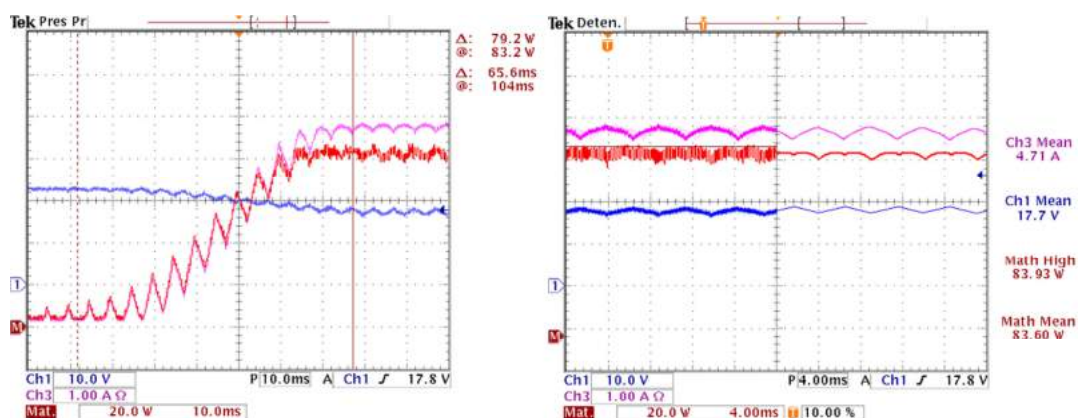 Tek Pres Pr
Δ: 79.2 W
@: 83.2 W
Δ: 65.6ms
@: 104ms
1
M
Ch1 10.0 V P 10.0ms A Ch1 ʃ 17.8 V
Ch3 1.00 A Ω
Mat. 20.0 W 10.0ms
Tek Deten.
T
T
Ch3 Mean
4.71 A
Ch1 Mean
17.7 V
Math High
83.93 W
Math Mean
83.60 W
1
M
Ch1 10.0 V P 4.00ms A Ch1 ʃ 17.8 V
Ch3 1.00 A Ω
Mat. 20.0 W 4.00ms T 10.00 %